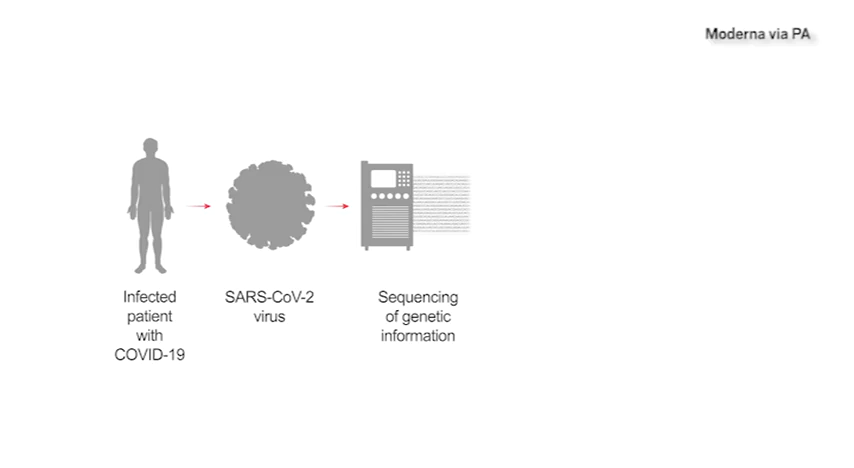 Moderna via PA
Infected
patient
with
COVID-19
SARS-CoV-2
virus
Sequencing
of genetic
information